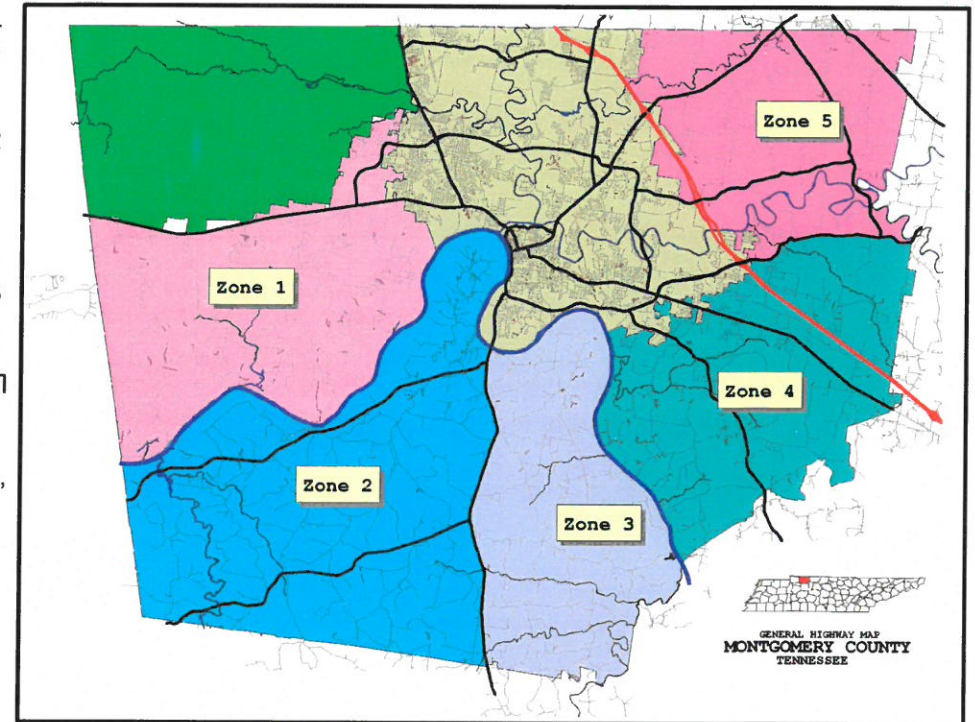 Zone 5
Zone 1
Zone 4
Zone 2
Zone 3
GENERAL HIGHWAY MAP
MONTGOMERY COUNTY
TENNESSEE